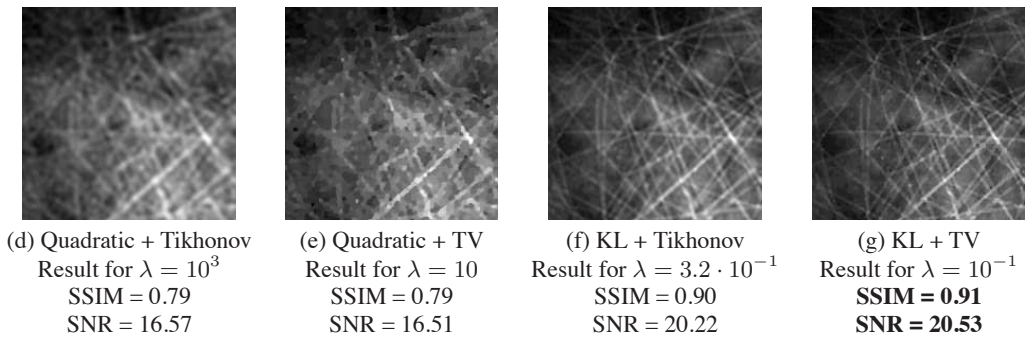 (d) Quadratic + Tikhonov
Result for λ = 10³
SSIM = 0.79
SNR = 16.57
(e) Quadratic + TV
Result for λ = 10
SSIM = 0.79
SNR = 16.51
(f) KL + Tikhonov
Result for λ = 3.2 · 10⁻¹
SSIM = 0.90
SNR = 20.22
(g) KL + TV
Result for λ = 10⁻¹
SSIM = 0.91
SNR = 20.53